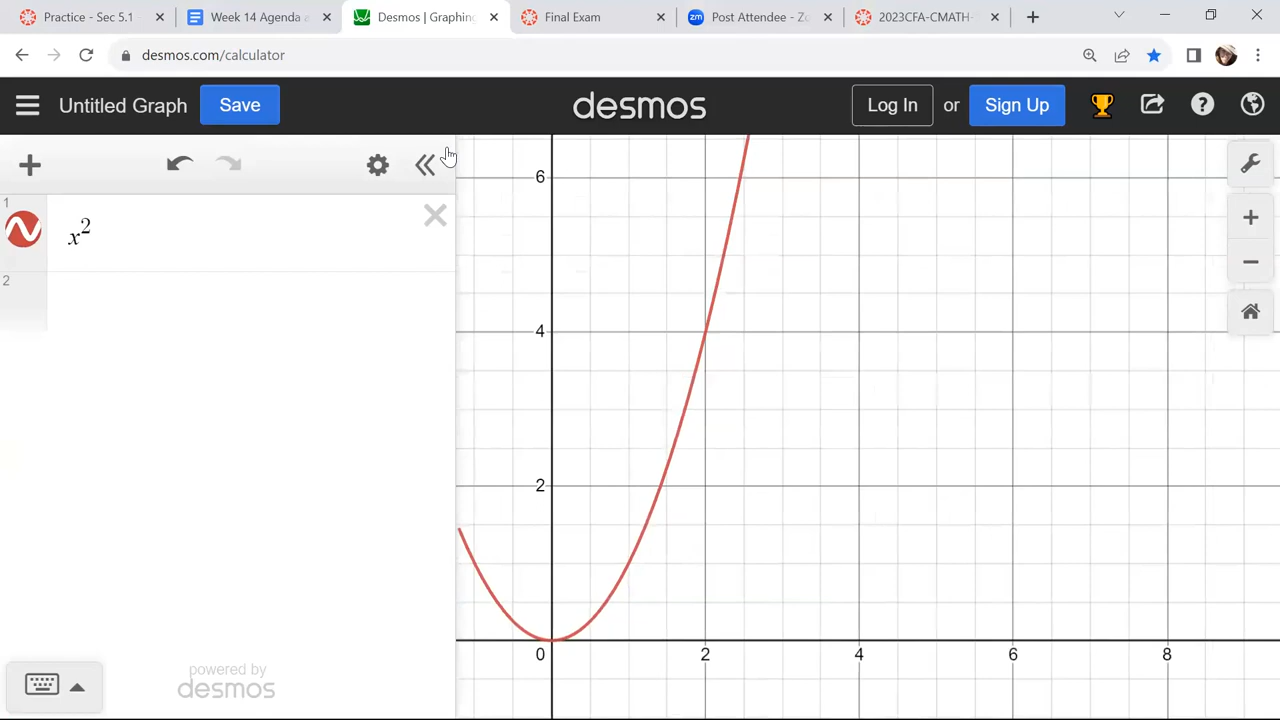 Practice - Sec 5.1
Week 14 Agenda a
Desmos | Graphing
Final Exam
Post Attendee - Zo
2023CFA-CMATH-
desmos.com/calculator
Untitled Graph
Save
desmos
Log In
or
Sign Up
1
x²
2
6
4
2
0
2
4
6
8
powered by
desmos